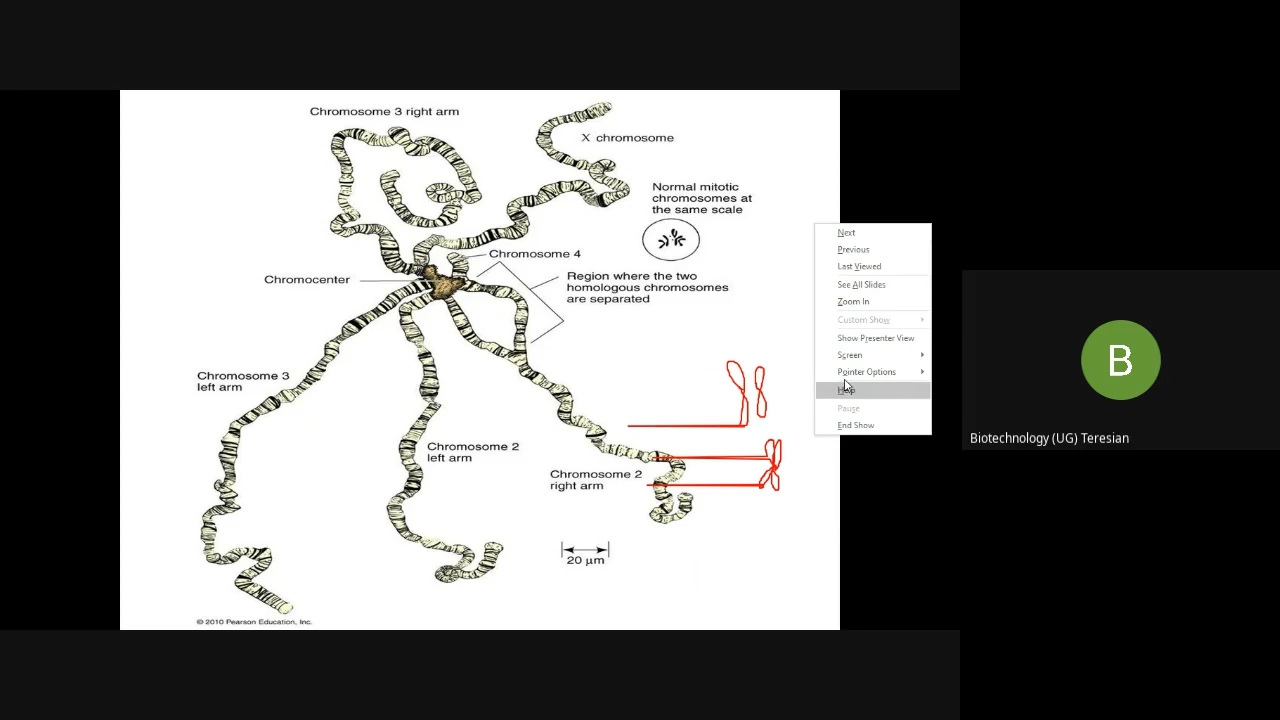 Chromosome 3 right arm
X chromosome
Normal mitotic
chromosomes at
the same scale
Chromosome 4
Chromocenter
Region where the two
homologous chromosomes
are separated
Chromosome 3
left arm
Chromosome 2
left arm
Chromosome 2
right arm
20 µm
© 2010 Pearson Education, Inc.
Next
Previous
Last Viewed
See All Slides
Zoom In
Custom Show
Show Presenter View
Screen
Pointer Options
Help
Pause
End Show
B
Biotechnology (UG) Teresian